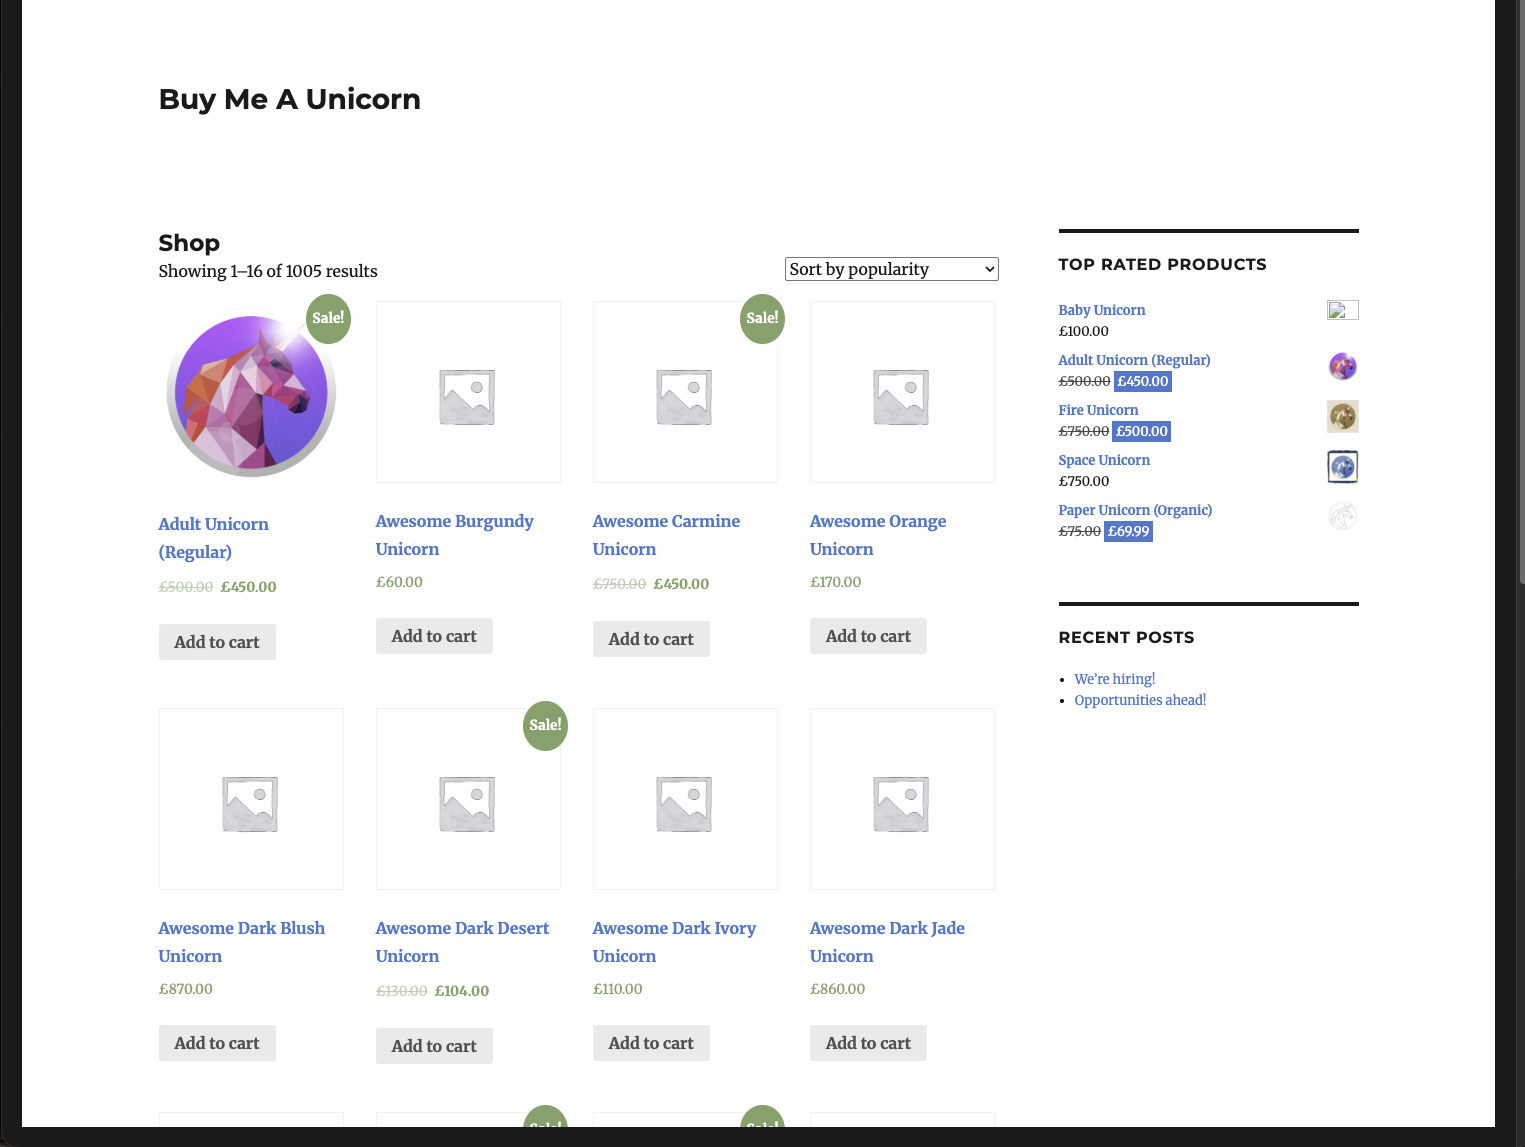 Buy Me A Unicorn
Shop
Showing 1–16 of 1005 results
Sort by popularity
Sale!
Adult Unicorn
(Regular)
£500.00 £450.00
Add to cart
Awesome Burgundy
Unicorn
£60.00
Add to cart
Sale!
Awesome Carmine
Unicorn
£750.00 £450.00
Add to cart
Awesome Orange
Unicorn
£170.00
Add to cart
Awesome Dark Blush
Unicorn
£870.00
Add to cart
Sale!
Awesome Dark Desert
Unicorn
£130.00 £104.00
Add to cart
Awesome Dark Ivory
Unicorn
£110.00
Add to cart
Awesome Dark Jade
Unicorn
£860.00
Add to cart
Sale!
Sale!
TOP RATED PRODUCTS
Baby Unicorn
£100.00
Adult Unicorn (Regular)
£500.00 £450.00
Fire Unicorn
£750.00 £500.00
Space Unicorn
£750.00
Paper Unicorn (Organic)
£75.00 £69.99
RECENT POSTS
We're hiring!
Opportunities ahead!